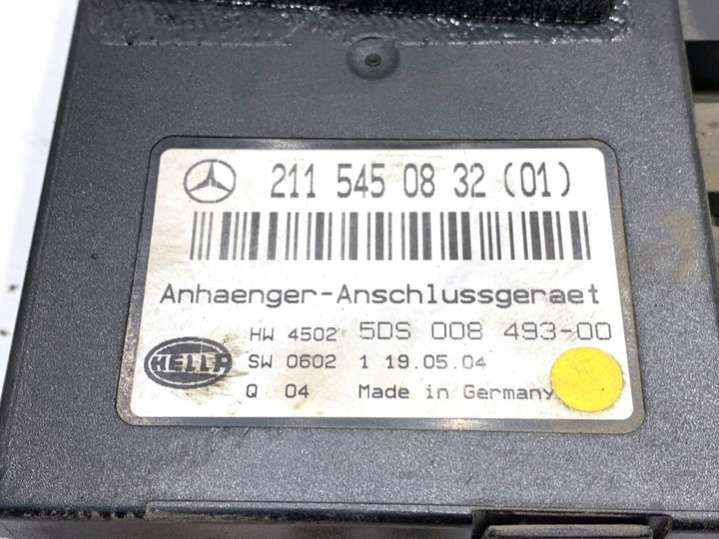 211 545 08 32 (01)
Anhaenger-Anschlussgeraet
HW 4502 5DS 008 493-00
HELLA SW 0602 1 19.05.04
Q 04 Made in Germany